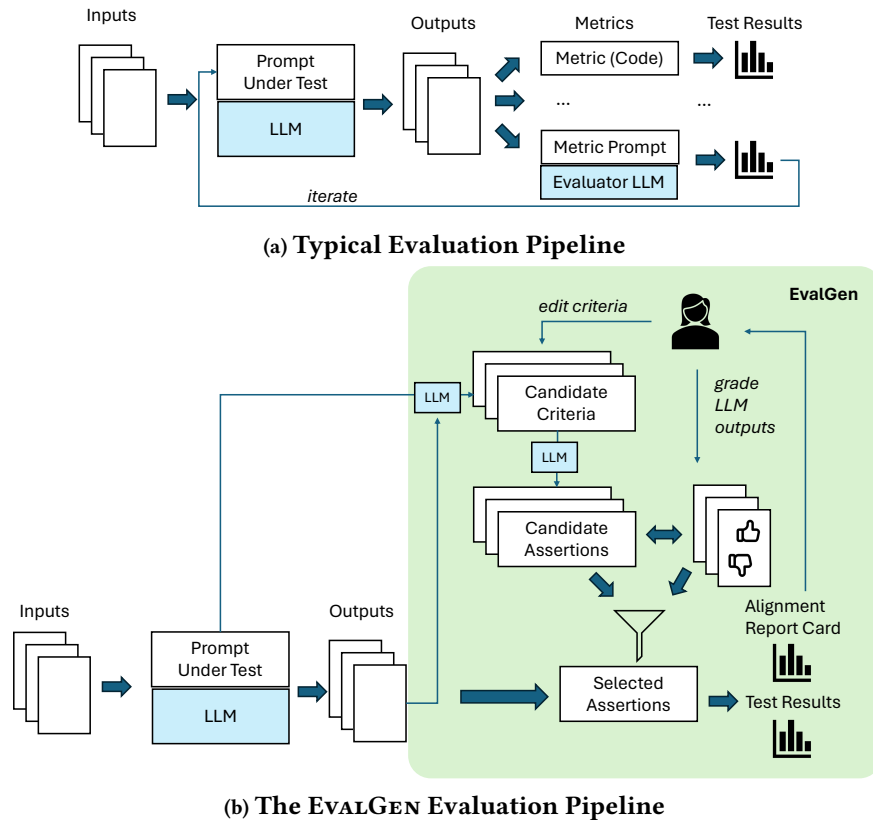 Inputs
Outputs
Metrics
Test Results
Prompt
Under Test
LLM
Metric (Code)
...
...
Metric Prompt
Evaluator LLM
iterate
(a) Typical Evaluation Pipeline
EvalGen
edit criteria
grade
LLM
outputs
LLM
Candidate
Criteria
LLM
Candidate
Assertions
Inputs
Outputs
Prompt
Under Test
LLM
Selected
Assertions
Alignment
Report Card
Test Results
(b) The EvalGen Evaluation Pipeline